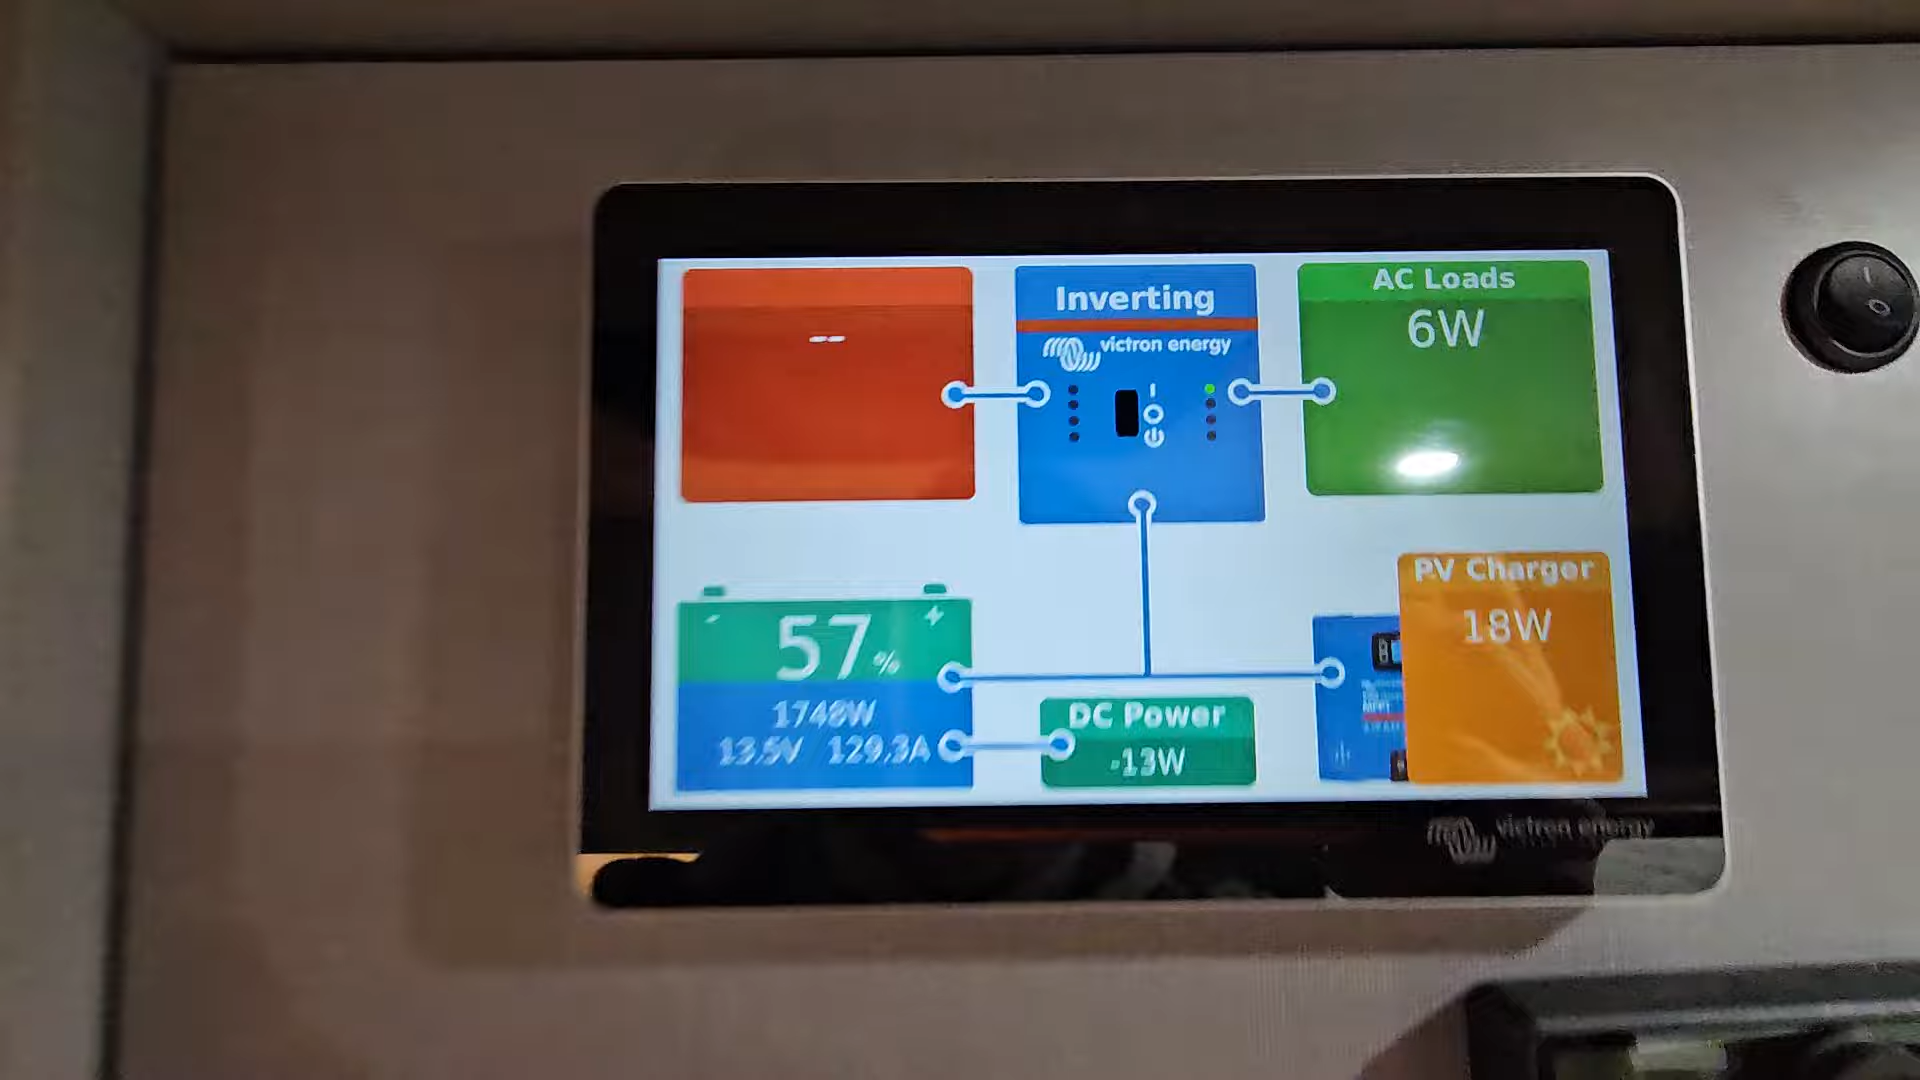 --
Inverting
victron energy
AC Loads
6W
57%
1748W
13.5V 129.3A
DC Power
-13W
PV Charger
18W
victron energy